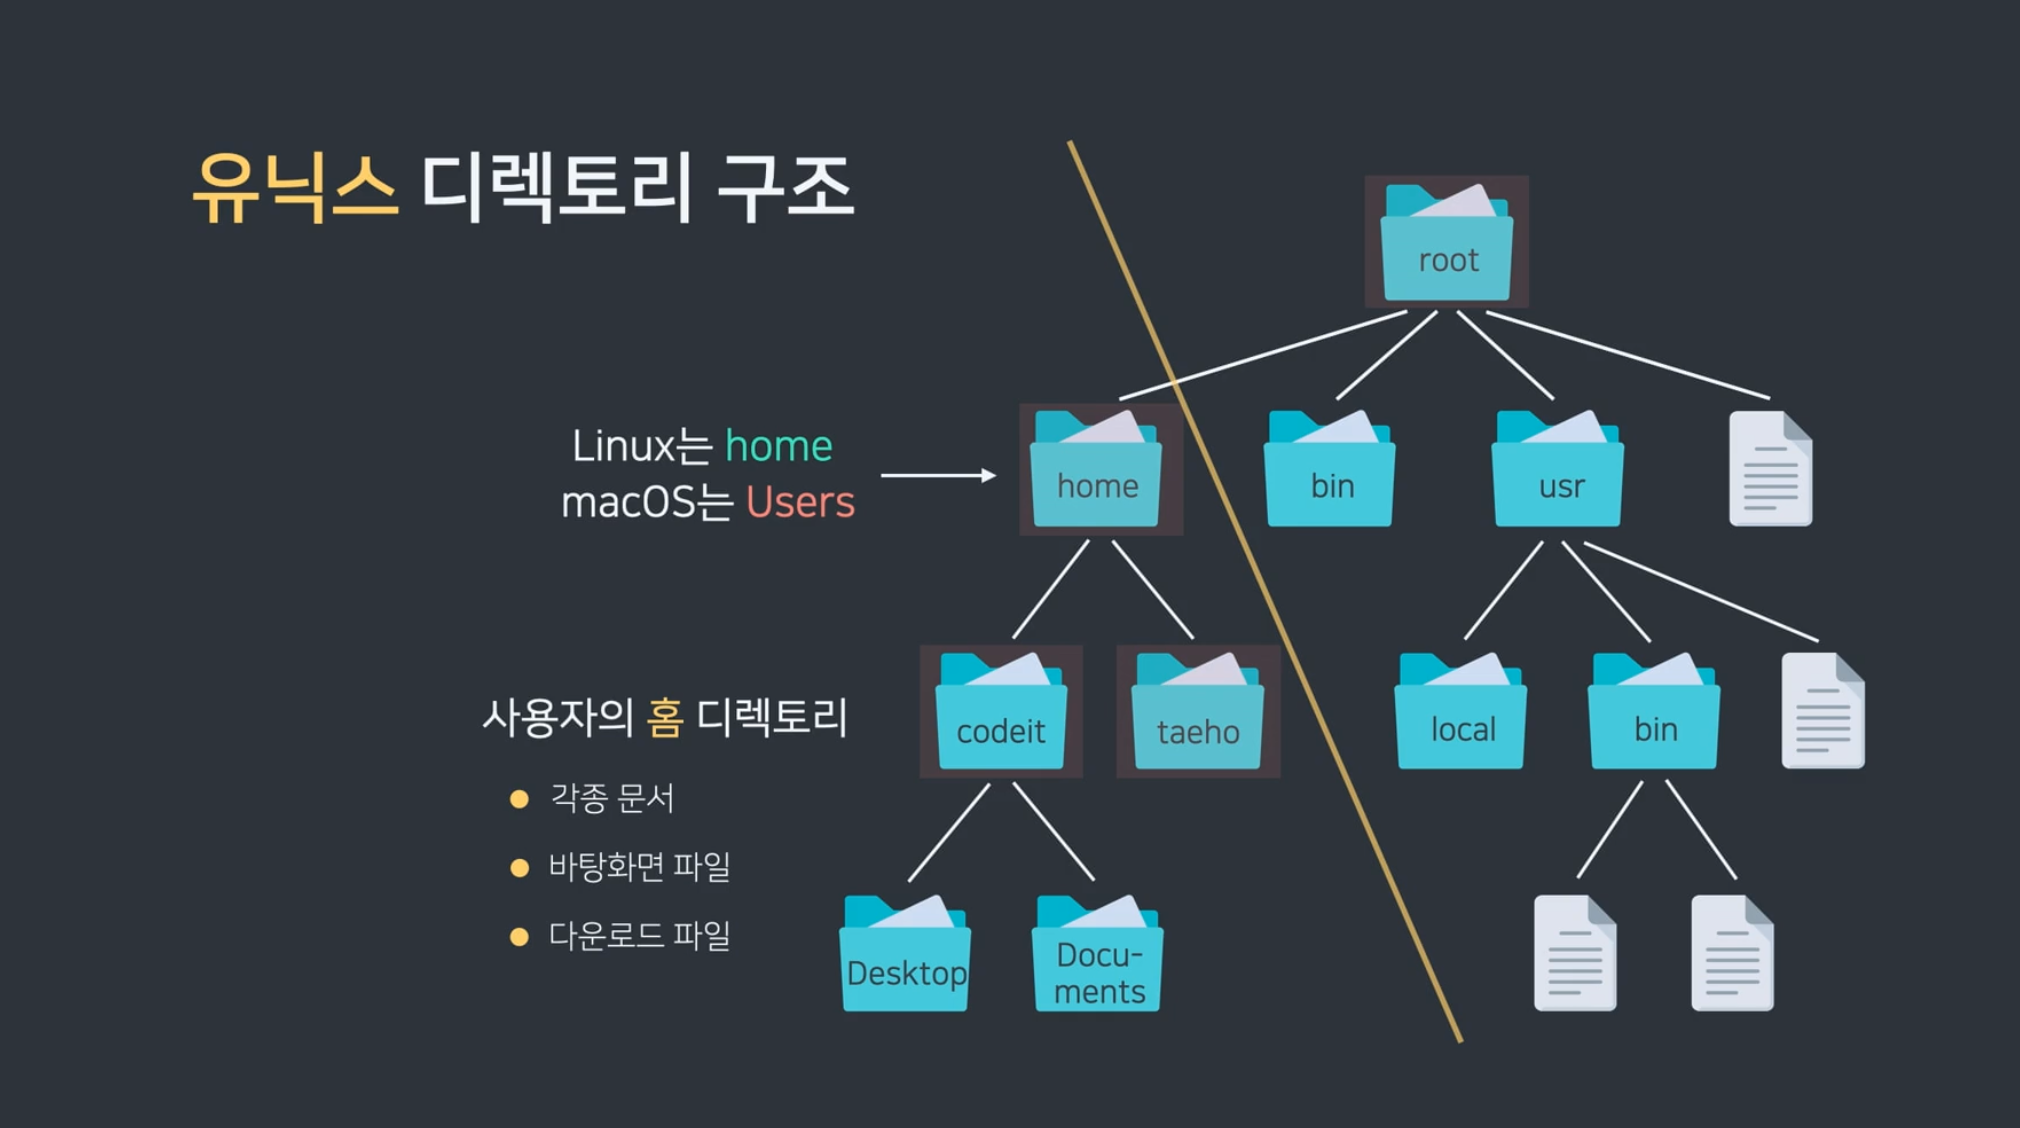 유닉스 디렉토리 구조
root
Linux는 home
macOS는 Users
home
bin
usr
사용자의 홈 디렉토리
각종 문서
바탕화면 파일
다운로드 파일
codeit
taeho
local
bin
Desktop
Docu-
ments